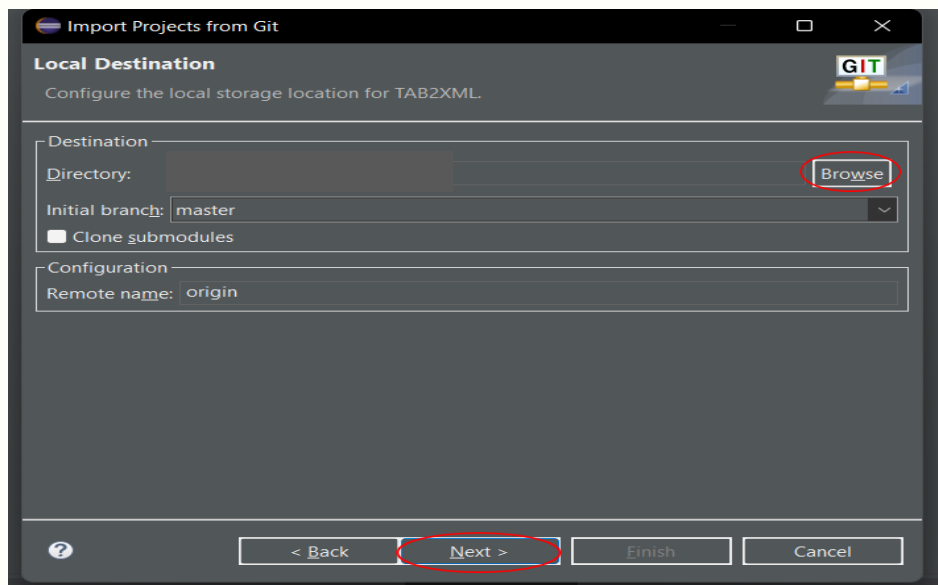 Import Projects from Git
Local Destination
GIT
Configure the local storage location for TAB2XML.
Destination
Directory:
Browse
Initial branch: master
Clone submodules
Configuration
Remote name: origin
?
< Back
Next >
Finish
Cancel